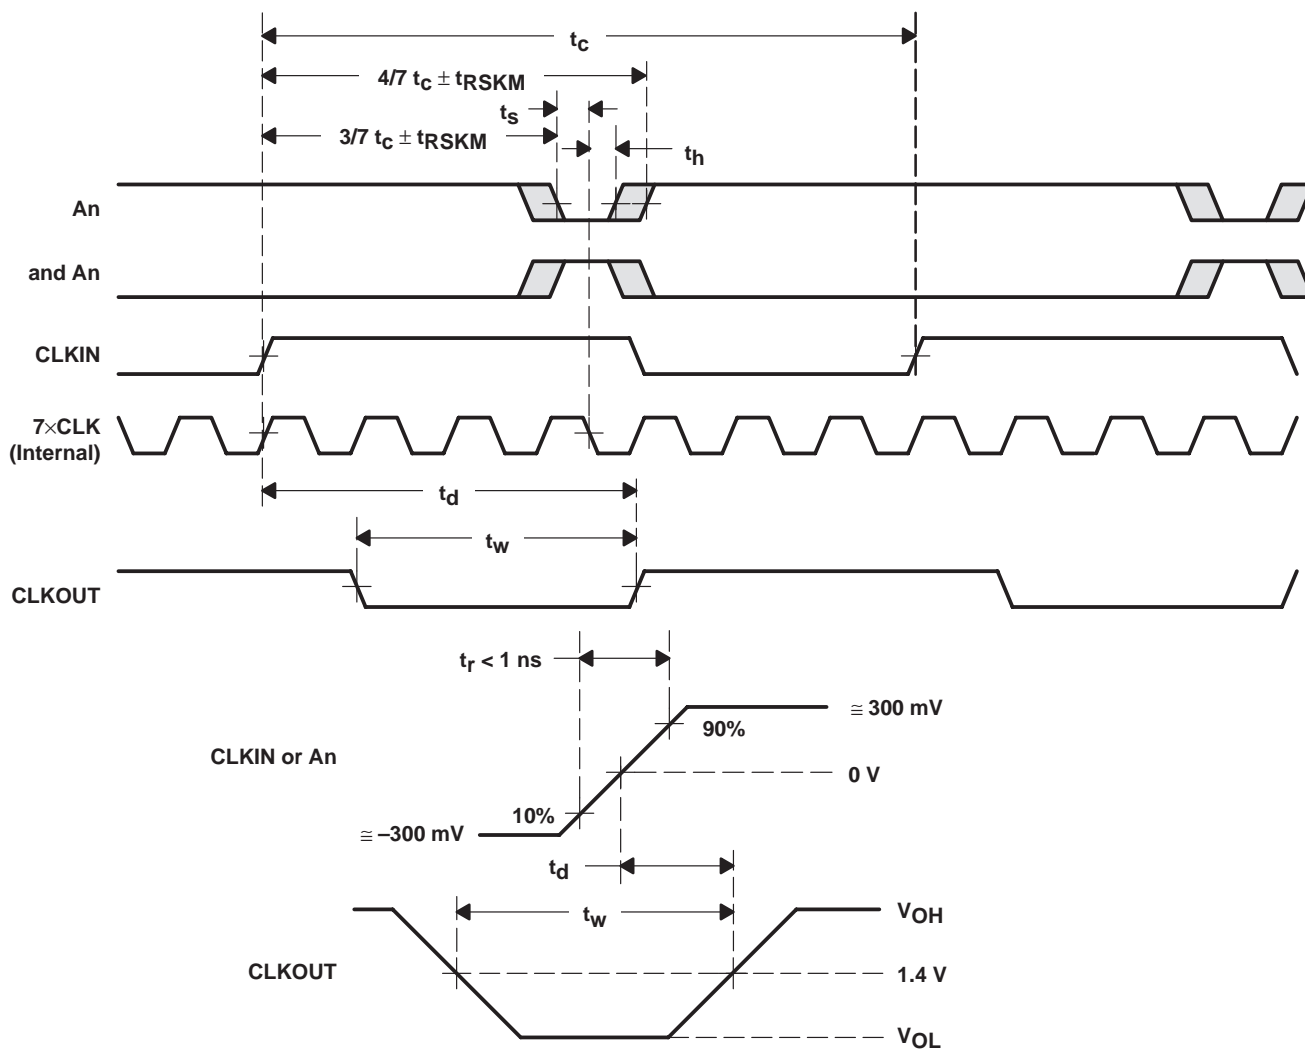 tc
4/7 tc ± tRSKM
ts
3/7 tc ± tRSKM
th
An
and An
CLKIN
7×CLK
(Internal)
td
tw
CLKOUT
tr < 1 ns
≅ 300 mV
90%
CLKIN or An
0 V
10%
≅ –300 mV
td
tw
VOH
CLKOUT
1.4 V
VOL